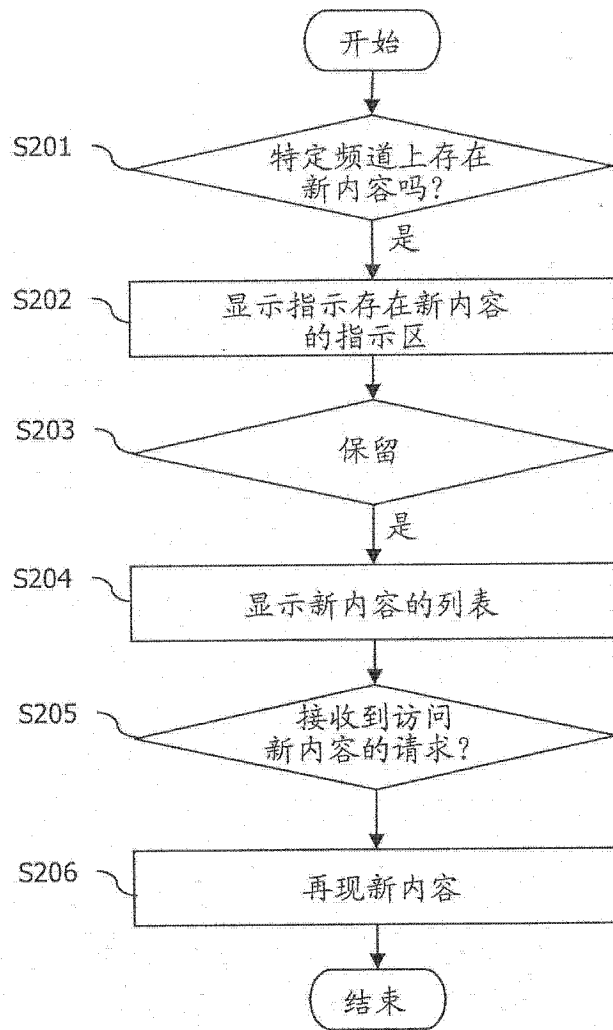 开始
S201
特定频道上存在
新内容吗?
是
S202
显示指示存在新内容
的指示区
S203
保留
是
S204
显示新内容的列表
S205
接收到访问
新内容的请求?
S206
再现新内容
结束